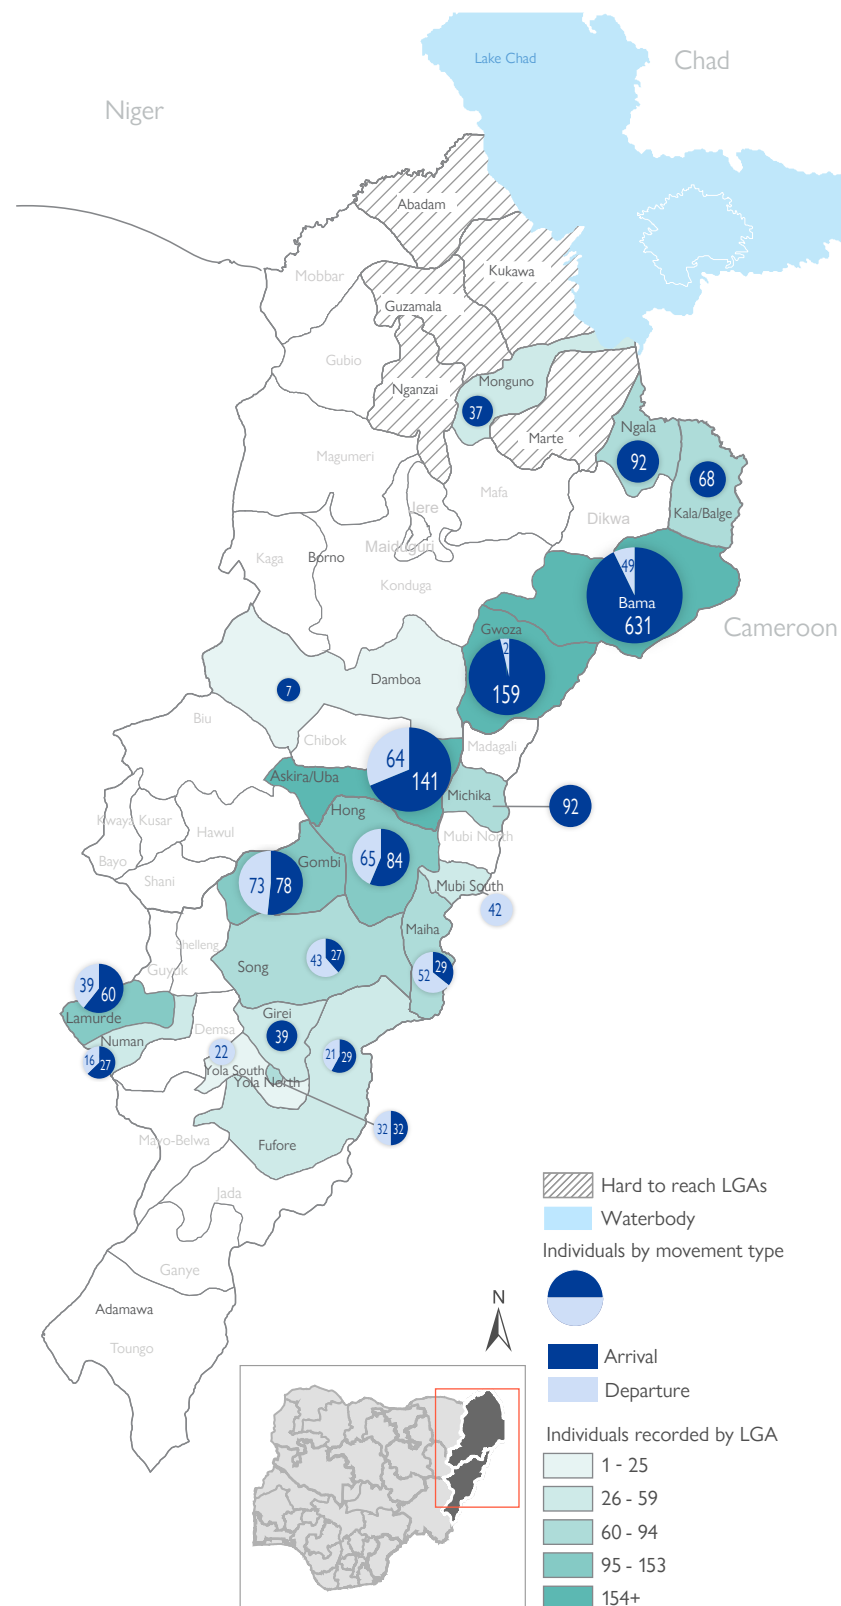 Lake Chad
Chad
Niger
Abadam
Kukawa
Mobbar
Guzamala
Gubio
Monguno
Nganzai
37
Ngala
Marte
92
68
Magumeri
Mafa
Jere
Kala/Balge
Dikwa
Maiduguri
Borno
Kaga
Konduga
49
Bama
631
Cameroon
Gwoza
2
159
Damboa
7
Biu
Chibok
Madagali
64
141
Askira/Uba
Michika
92
Hong
Kwaya Kusar
Hawul
Mubi North
Bayo
65
84
Gombi
Shani
73
78
Mubi South
42
Maiha
Shelleng
43
27
Song
Guyuk
52
29
39
60
Lamurde
Girei
Demsa
39
Numan
16
27
22
21
29
Yola South
Yola North
32
32
Mayo-Belwa
Fufore
Jada
Hard to reach LGAs
Waterbody
Individuals by movement type
Ganye
Adamawa
N
Toungo
Arrival
Departure
Individuals recorded by LGA
1 - 25
26 - 59
60 - 94
95 - 153
154+